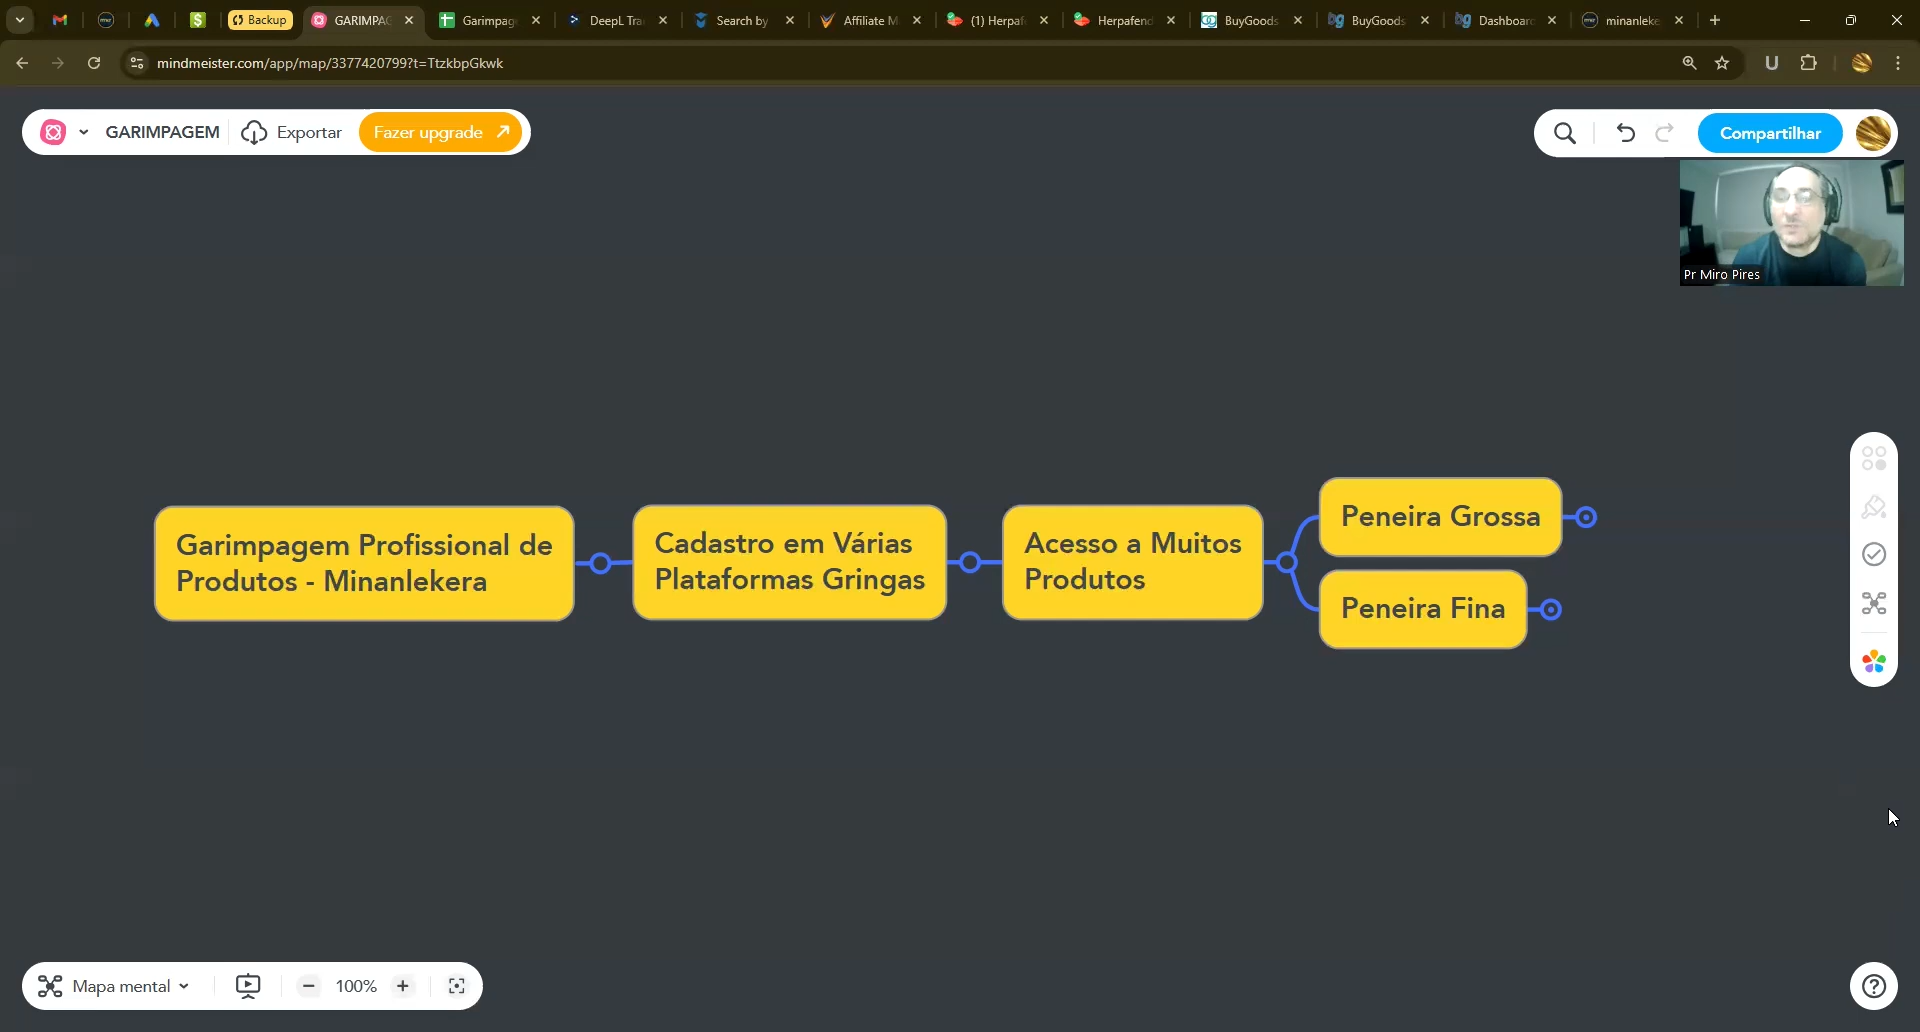 Backup
GARIMPAG
Garimpage
DeepL Tra
Search by
Affiliate M
(1) Herpaf
Herpafend
BuyGoods
BuyGoods
Dashboard
minanleke
mindmeister.com/app/map/3377420799?t=TtzkbpGkwk
GARIMPAGEM
Exportar
Fazer upgrade
Compartilhar
Pr Miro Pires
Garimpagem Profissional de
Produtos - Minanlekera
Cadastro em Várias
Plataformas Gringas
Acesso a Muitos
Produtos
Peneira Grossa
Peneira Fina
Mapa mental
100%